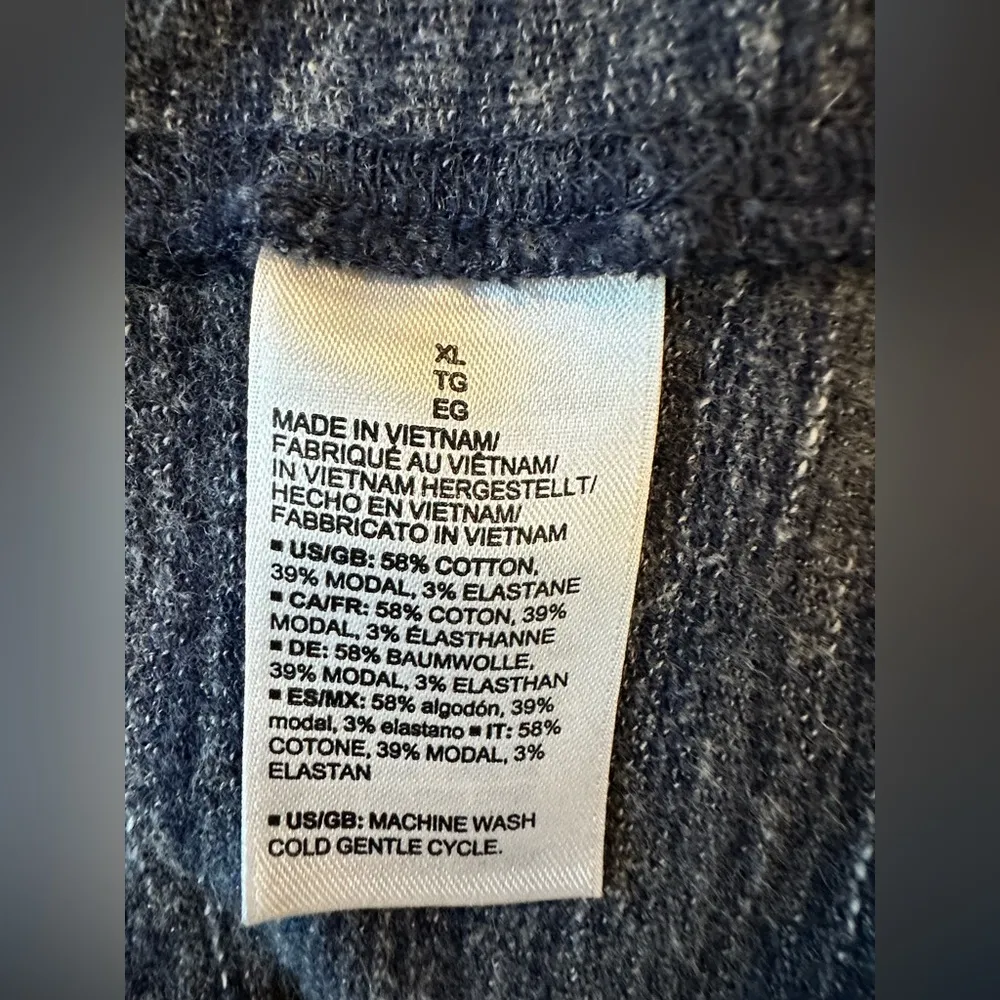 XL
TG
EG
MADE IN VIETNAM/
FABRIQUÉ AU VIÊTNAM/
IN VIETNAM HERGESTELLT/
HECHO EN VIETNAM/
FABBRICATO IN VIETNAM
▪ US/GB: 58% COTTON,
39% MODAL, 3% ELASTANE
▪ CA/FR: 58% COTON, 39%
MODAL, 3% ÉLASTHANNE
▪ DE: 58% BAUMWOLLE,
39% MODAL, 3% ELASTHAN
▪ ES/MX: 58% algodón, 39%
modal, 3% elastano ▪ IT: 58%
COTONE, 39% MODAL, 3%
ELASTAN
▪ US/GB: MACHINE WASH
COLD GENTLE CYCLE.